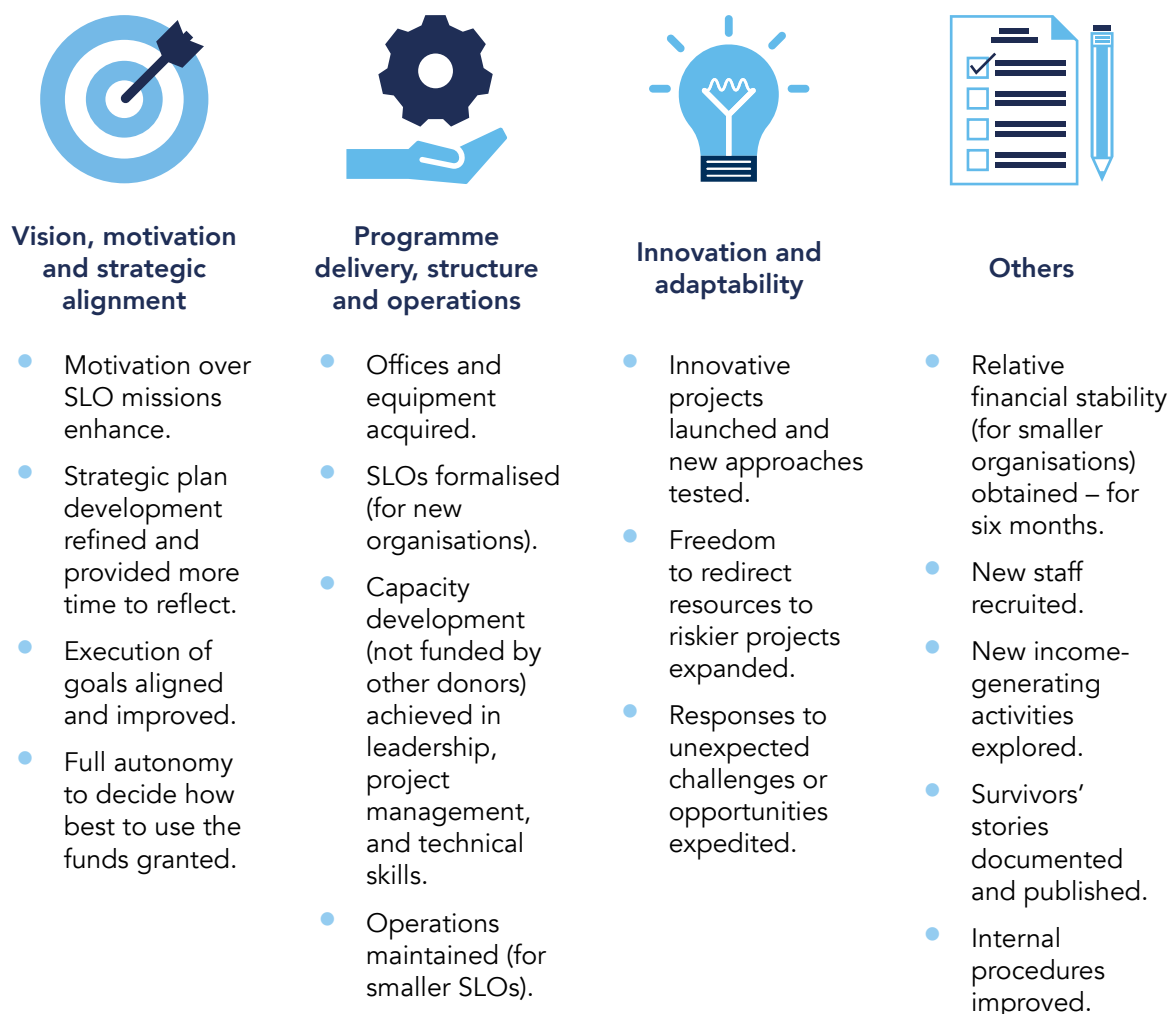 Vision, motivation
and strategic
alignment
Motivation over
SLO missions
enhance.
Strategic plan
development
refined and
provided more
time to reflect.
Execution of
goals aligned
and improved.
Full autonomy
to decide how
best to use the
funds granted.
Programme
delivery, structure
and operations
Offices and
equipment
acquired.
SLOs formalised
(for new
organisations).
Capacity
development
(not funded by
other donors)
achieved in
leadership,
project
management,
and technical
skills.
Operations
maintained (for
smaller SLOs).
Innovation and
adaptability
Innovative
projects
launched and
new approaches
tested.
Freedom
to redirect
resources to
riskier projects
expanded.
Responses to
unexpected
challenges or
opportunities
expedited.
Others
Relative
financial stability
(for smaller
organisations)
obtained – for
six months.
New staff
recruited.
New income-
generating
activities
explored.
Survivors’
stories
documented
and published.
Internal
procedures
improved.